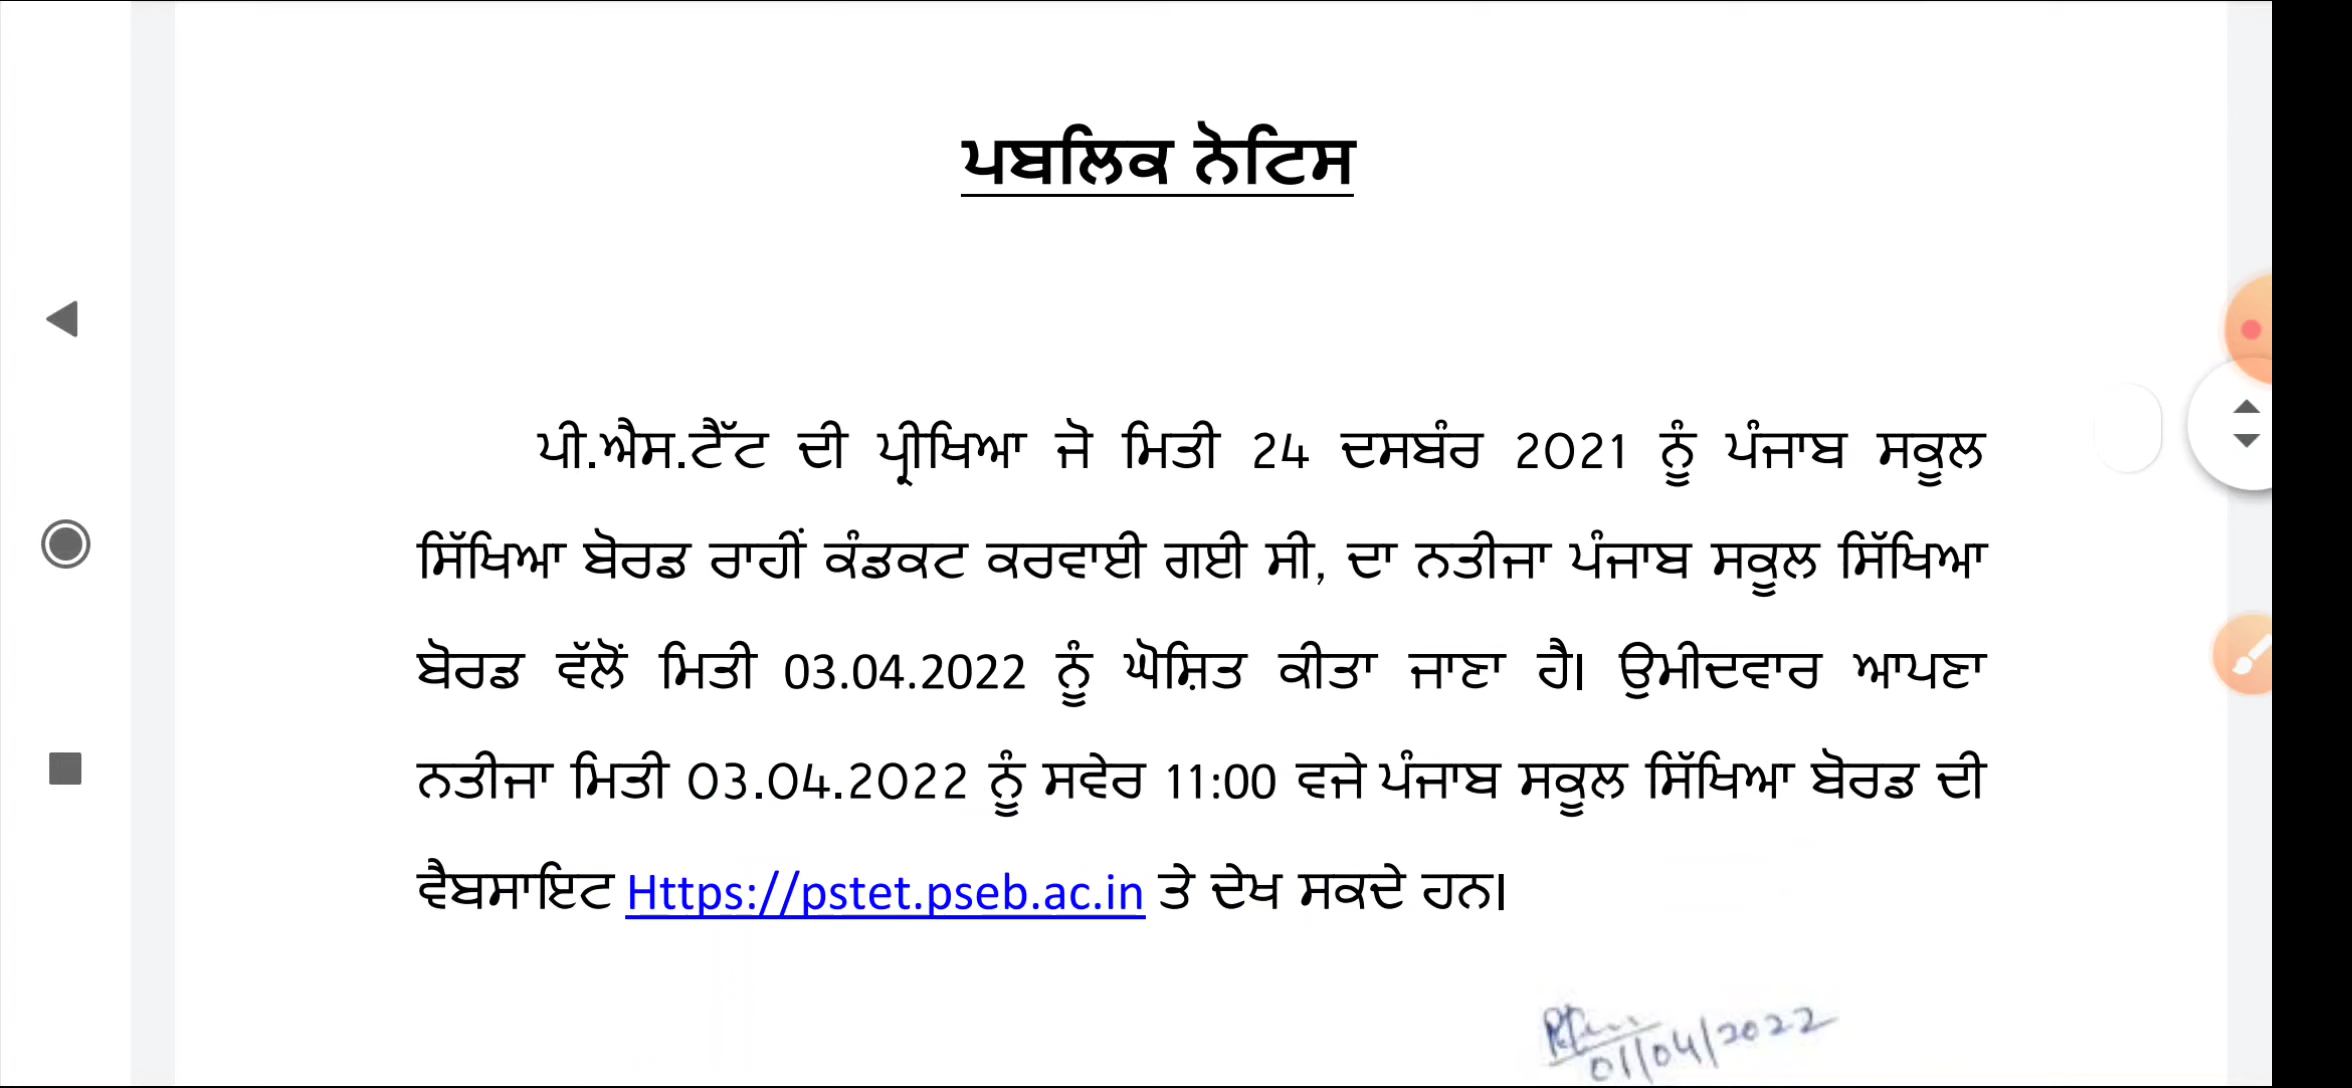 ਪਬਲਿਕ ਨੋਟਿਸ
ਪੀ.ਐਸ.ਟੈੱਟ ਦੀ ਪ੍ਰੀਖਿਆ ਜੋ ਮਿਤੀ 24 ਦਸਬੰਰ 2021 ਨੂੰ ਪੰਜਾਬ ਸਕੂਲ
ਸਿੱਖਿਆ ਬੋਰਡ ਰਾਹੀਂ ਕੰਡਕਟ ਕਰਵਾਈ ਗਈ ਸੀ, ਦਾ ਨਤੀਜਾ ਪੰਜਾਬ ਸਕੂਲ ਸਿੱਖਿਆ
ਬੋਰਡ ਵੱਲੋਂ ਮਿਤੀ 03.04.2022 ਨੂੰ ਘੋਸ਼ਿਤ ਕੀਤਾ ਜਾਣਾ ਹੈ। ਉਮੀਦਵਾਰ ਆਪਣਾ
ਨਤੀਜਾ ਮਿਤੀ 03.04.2022 ਨੂੰ ਸਵੇਰ 11:00 ਵਜੇ ਪੰਜਾਬ ਸਕੂਲ ਸਿੱਖਿਆ ਬੋਰਡ ਦੀ
ਵੈਬਸਾਇਟ Https://pstet.pseb.ac.in ਤੇ ਦੇਖ ਸਕਦੇ ਹਨ।
01/04/2022